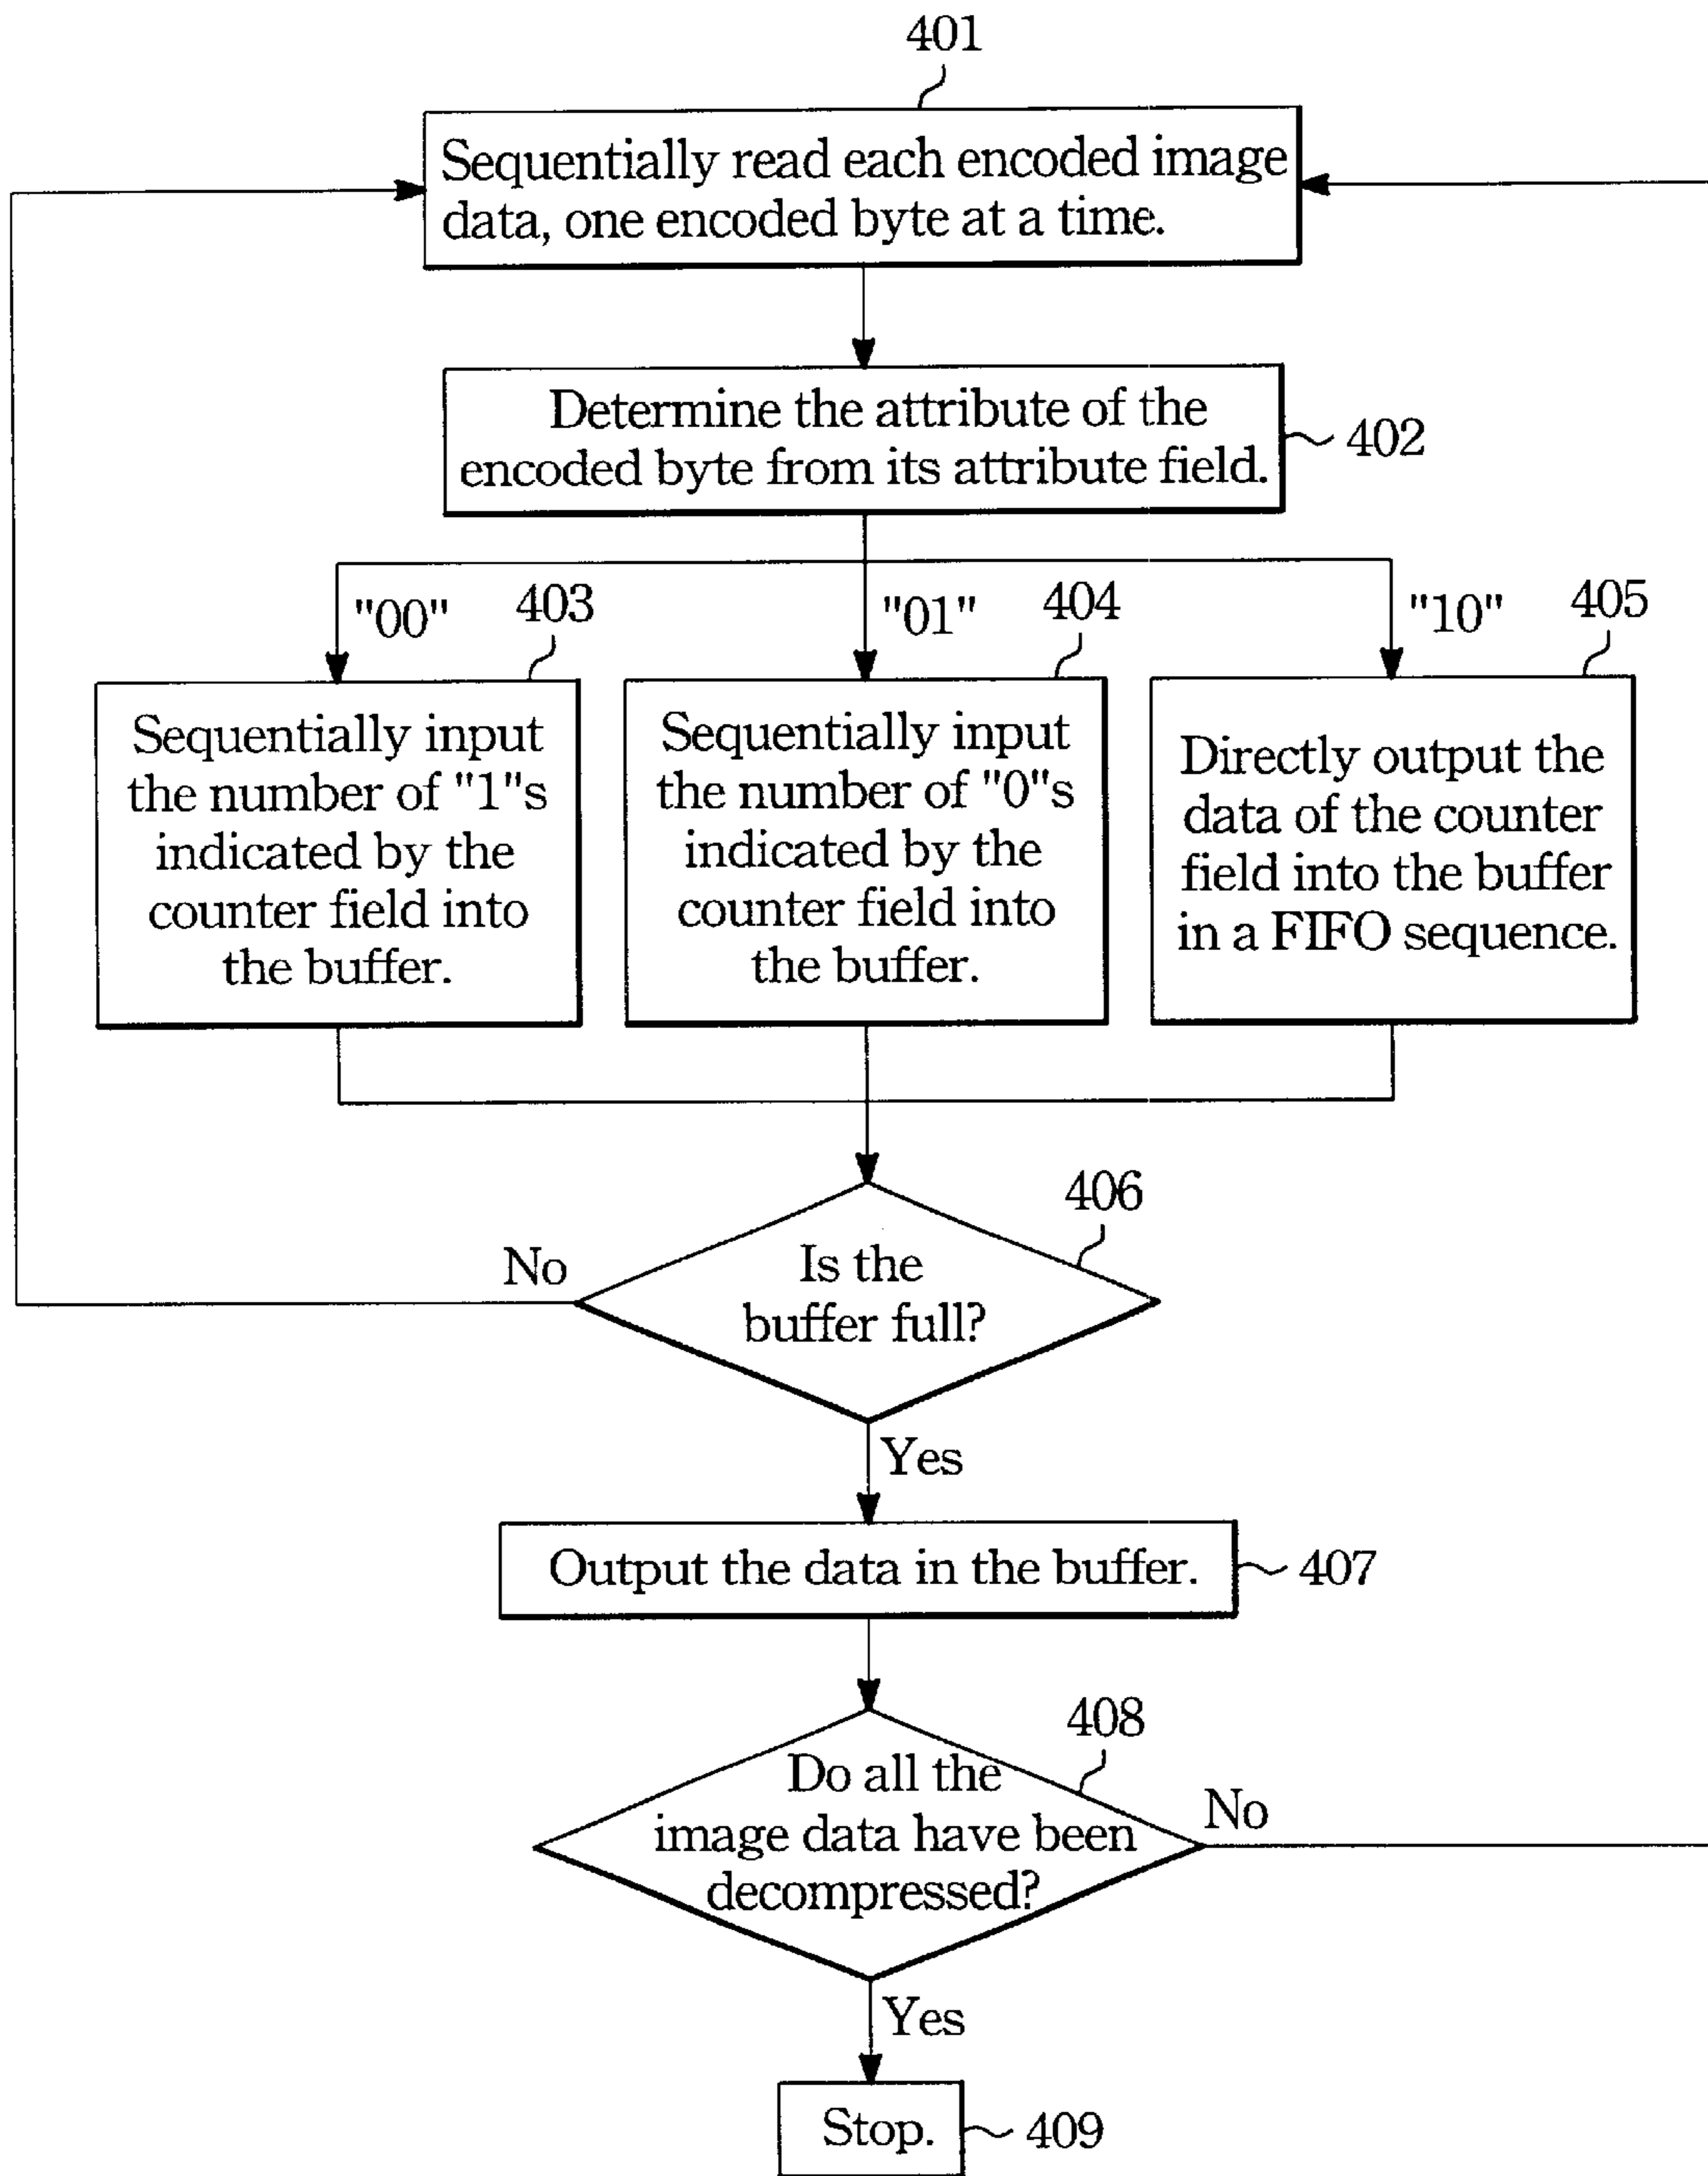 401
Sequentially read each encoded image
data, one encoded byte at a time.
Determine the attribute of the
encoded byte from its attribute field.
402
"00"
403
"01"
404
"10"
405
Sequentially input
the number of "1"s
indicated by the
counter field into
the buffer.
Sequentially input
the number of "0"s
indicated by the
counter field into
the buffer.
Directly output the
data of the counter
field into the buffer
in a FIFO sequence.
406
No
Is the
buffer full?
Yes
Output the data in the buffer.
407
408
Do all the
image data have been
decompressed?
No
Yes
Stop.
409